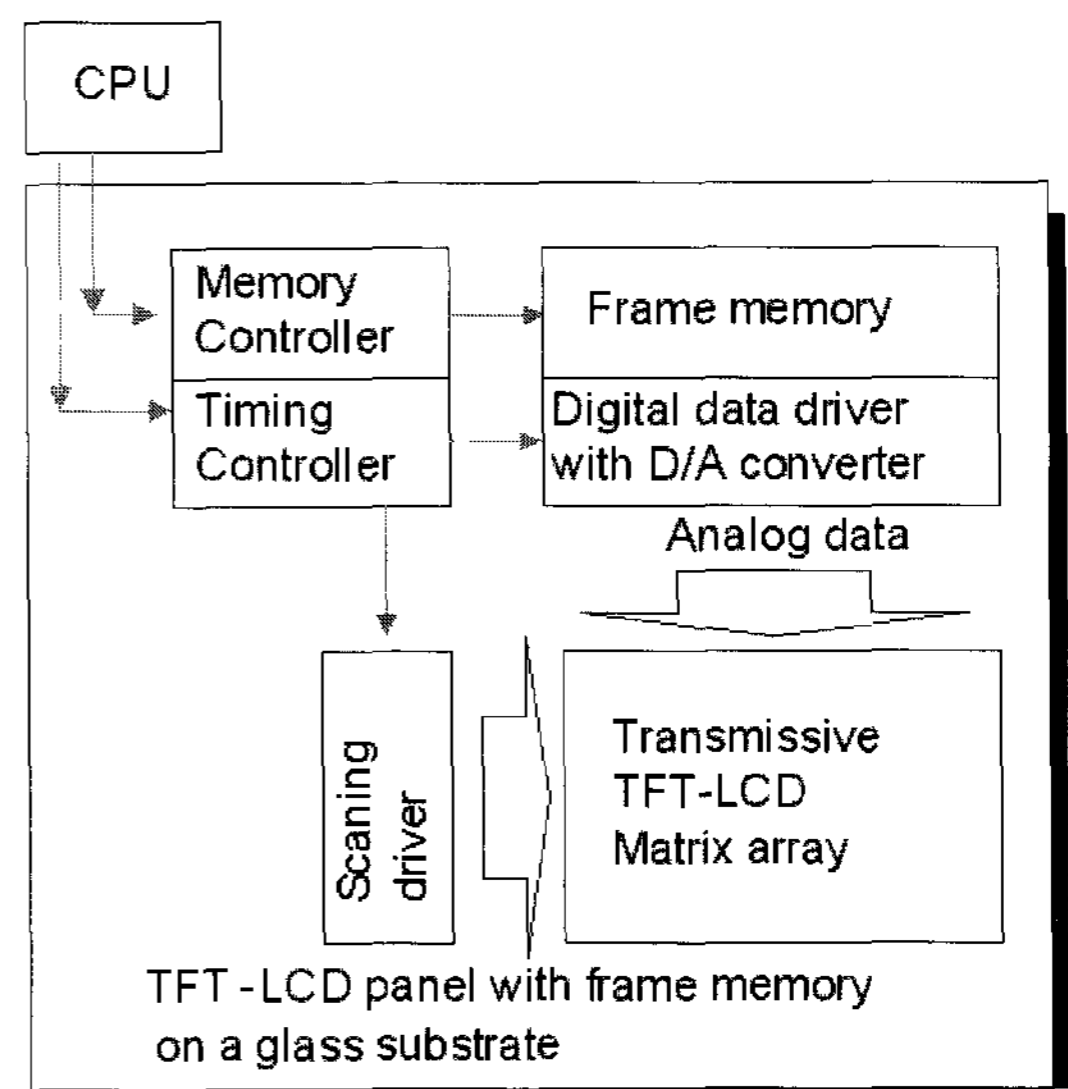 CPU
Memory
Controller
Frame memory
Timing
Controller
Digital data driver
with D/A converter
Analog data
Scaning
driver
Transmissive
TFT-LCD
Matrix array
TFT-LCD panel with frame memory
on a glass substrate